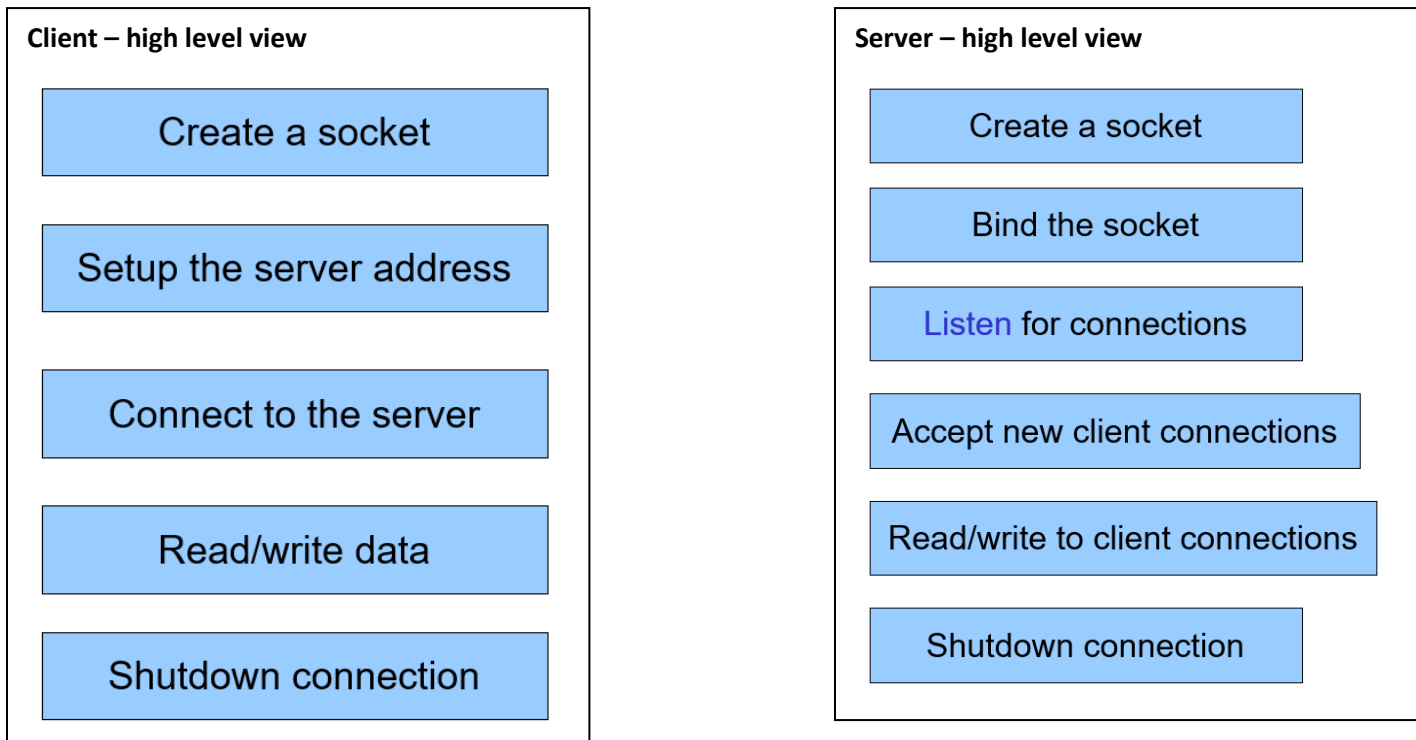 Client – high level view
Create a socket
Setup the server address
Connect to the server
Read/write data
Shutdown connection
Server – high level view
Create a socket
Bind the socket
Listen for connections
Accept new client connections
Read/write to client connections
Shutdown connection